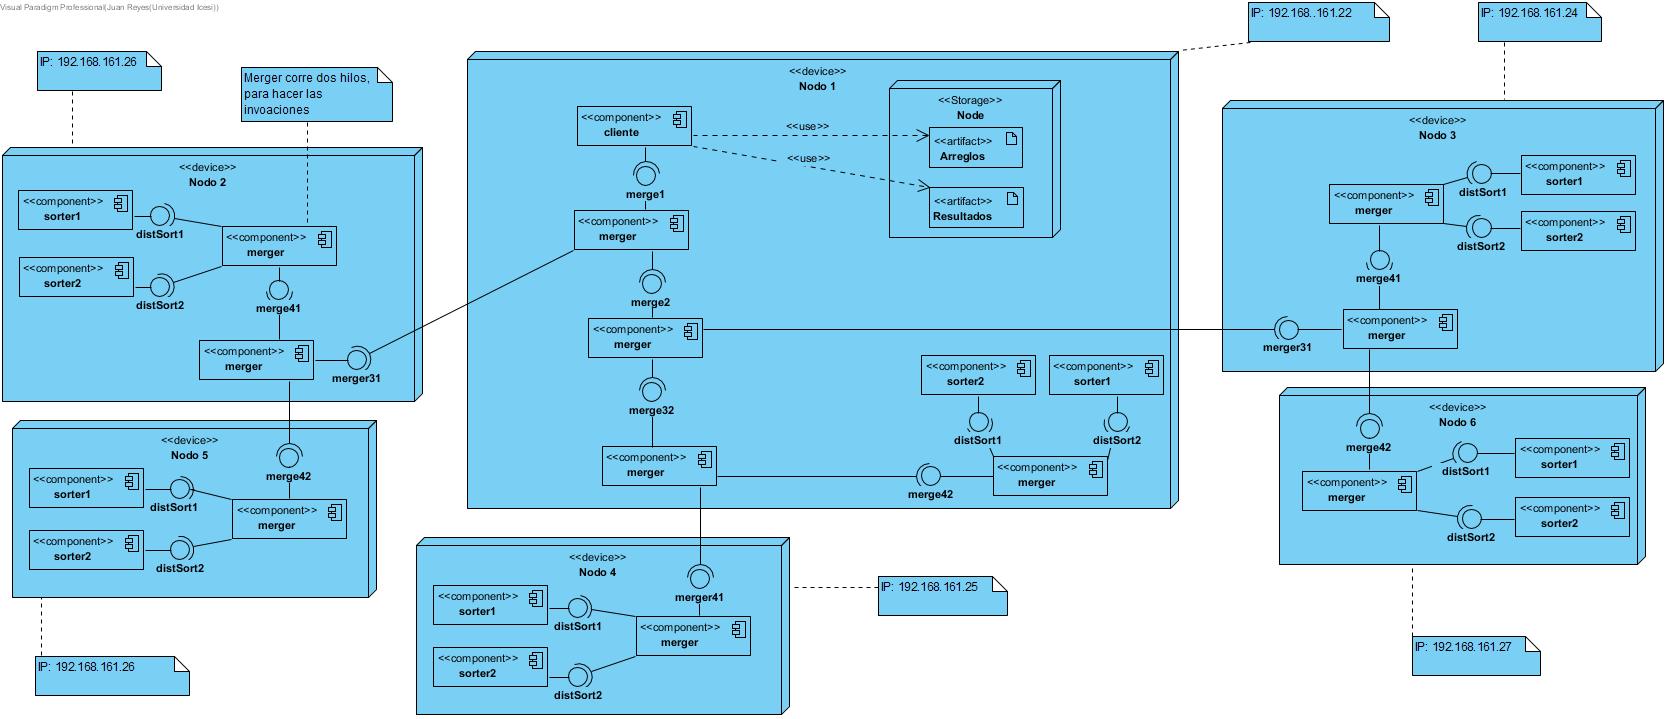 Visual Paradigm Professional(Juan Reyes(Universidad Icesi))
IP: 192.168.161.26
Merger corre dos hilos,
para hacer las
invoaciones
<<device>>
Nodo 2
<<component>>
sorter1
distSort1
<<component>>
sorter2
distSort2
<<component>>
merger
merge41
<<component>>
merger
merger31
<<device>>
Nodo 5
<<component>>
sorter1
distSort1
<<component>>
sorter2
distSort2
merge42
<<component>>
merger
IP: 192.168.161.26
IP: 192.168..161.22
<<device>>
Nodo 1
<<component>>
cliente
<<use>>
<<use>>
<<Storage>>
Node
<<artifact>>
Arreglos
<<artifact>>
Resultados
merge1
<<component>>
merger
merge2
<<component>>
merger
merge32
<<component>>
merger
<<component>>
sorter2
<<component>>
sorter1
distSort1
distSort2
merge42
<<component>>
merger
<<device>>
Nodo 4
<<component>>
sorter1
distSort1
<<component>>
sorter2
distSort2
merger41
<<component>>
merger
IP: 192.168.161.25
IP: 192.168.161.24
<<device>>
Nodo 3
<<component>>
merger
distSort1
<<component>>
sorter1
distSort2
<<component>>
sorter2
merge41
merger31
<<component>>
merger
<<device>>
Nodo 6
merge42
<<component>>
merger
distSort1
<<component>>
sorter1
distSort2
<<component>>
sorter2
IP: 192.168.161.27